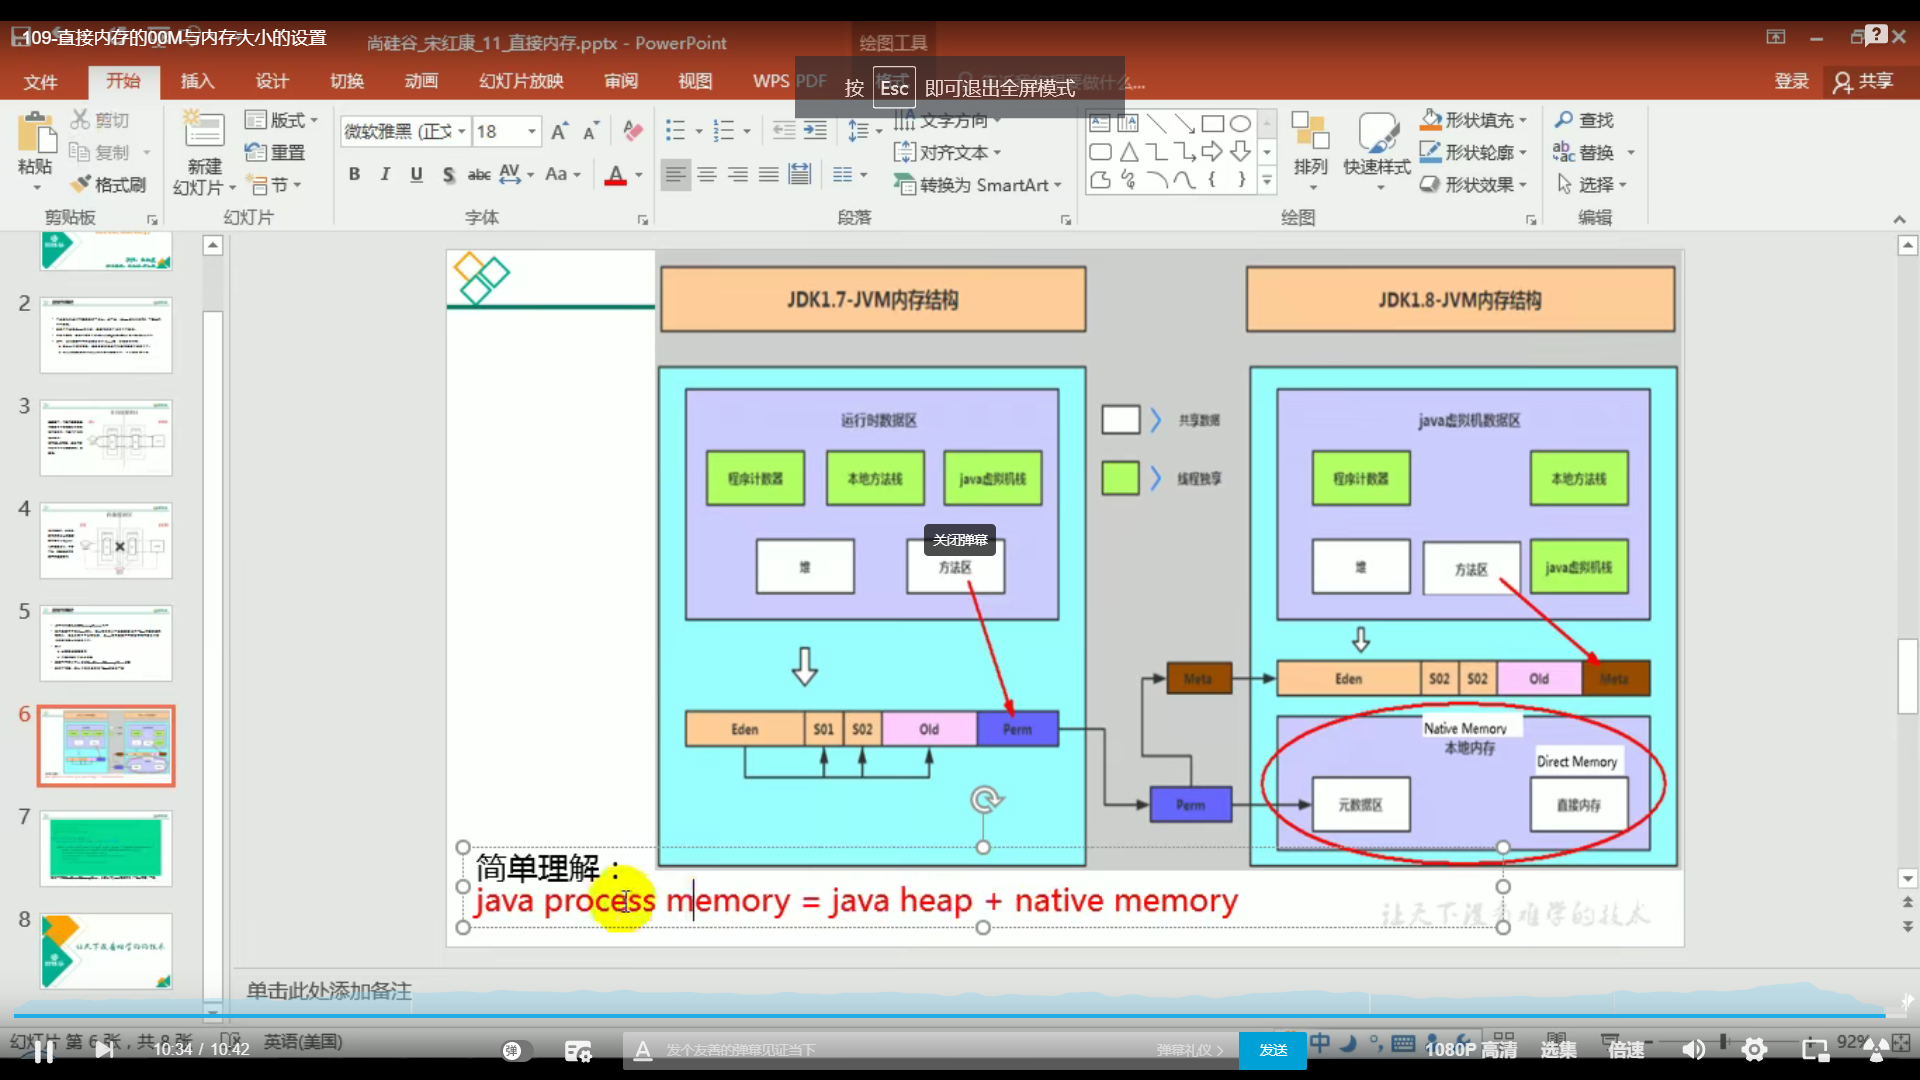 109-直接内存的00M与内存大小的设置
尚硅谷_宋红康_11_直接内存.pptx - PowerPoint
绘图工具
文件 开始 插入 设计 切换 动画 幻灯片放映 审阅 视图 WPS PDF 格式
登录 共享
按 Esc 即可退出全屏模式
粘贴
剪切
复制
格式刷
剪贴板
新建
幻灯片
版式
重置
节
幻灯片
微软雅黑 (正文 18
B I U S abc AV Aa A
字体
文字方向
对齐文本
转换为 SmartArt
段落
排列
快速样式
形状填充
形状轮廓
形状效果
绘图
查找
替换
选择
编辑
2
3
4
5
6
7
8
JDK1.7-JVM内存结构
JDK1.8-JVM内存结构
运行时数据区
程序计数器 本地方法栈 java虚拟机栈
堆 方法区
关闭弹幕
Eden S01 S02 Old Perm
共享数据
线程独享
Meta
Perm
java虚拟机数据区
程序计数器 本地方法栈
堆 方法区 java虚拟机栈
Eden S02 S02 Old Meta
Native Memory
本地内存
Direct Memory
元数据区 直接内存
简单理解：
java process memory = java heap + native memory
让天下没有难学的技术
单击此处添加备注
幻灯片 第 6 张，共 8 张 英语(美国)
92%
10:34 / 10:42
弹
发个友善的弹幕见证当下
弹幕礼仪
发送
中
1080P 高清 选集 倍速